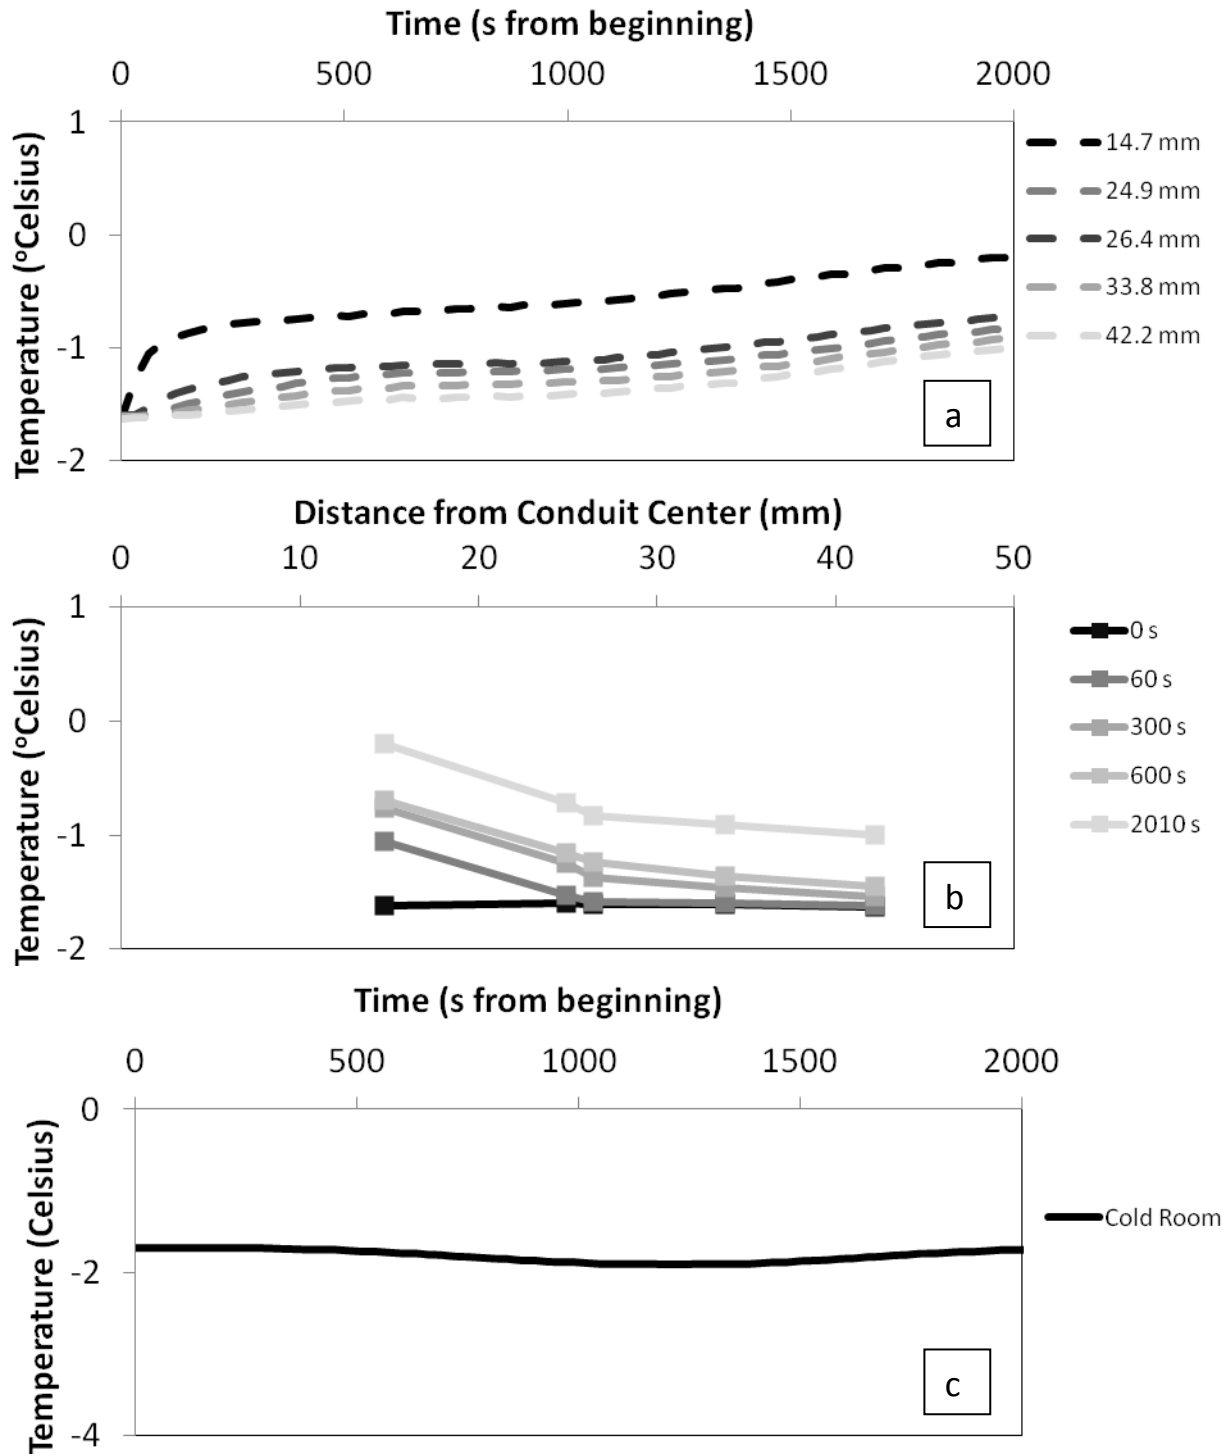 Time (s from beginning)
0 500 1000 1500 2000
Temperature (ºCelsius)
1
0
-1
-2
14.7 mm
24.9 mm
26.4 mm
33.8 mm
42.2 mm
a
Distance from Conduit Center (mm)
0 10 20 30 40 50
Temperature (ºCelsius)
1
0
-1
-2
0 s
60 s
300 s
600 s
2010 s
b
Time (s from beginning)
0 500 1000 1500 2000
Temperature (Celsius)
0
-2
-4
Cold Room
c